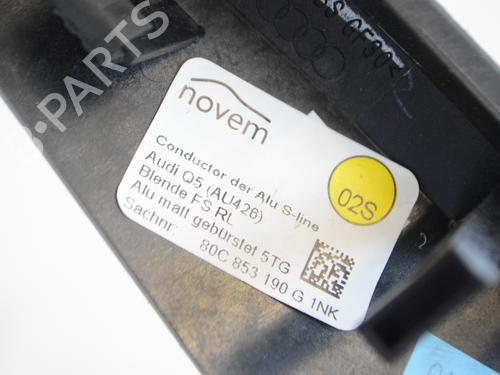 novem
Conductor der Alu S-line
Audi Q5 (AU426)
Blende FS RL
Alu matt gebürstet 5TG
Sachnr. 80C 853 190 G 1NK
02S
PARTS